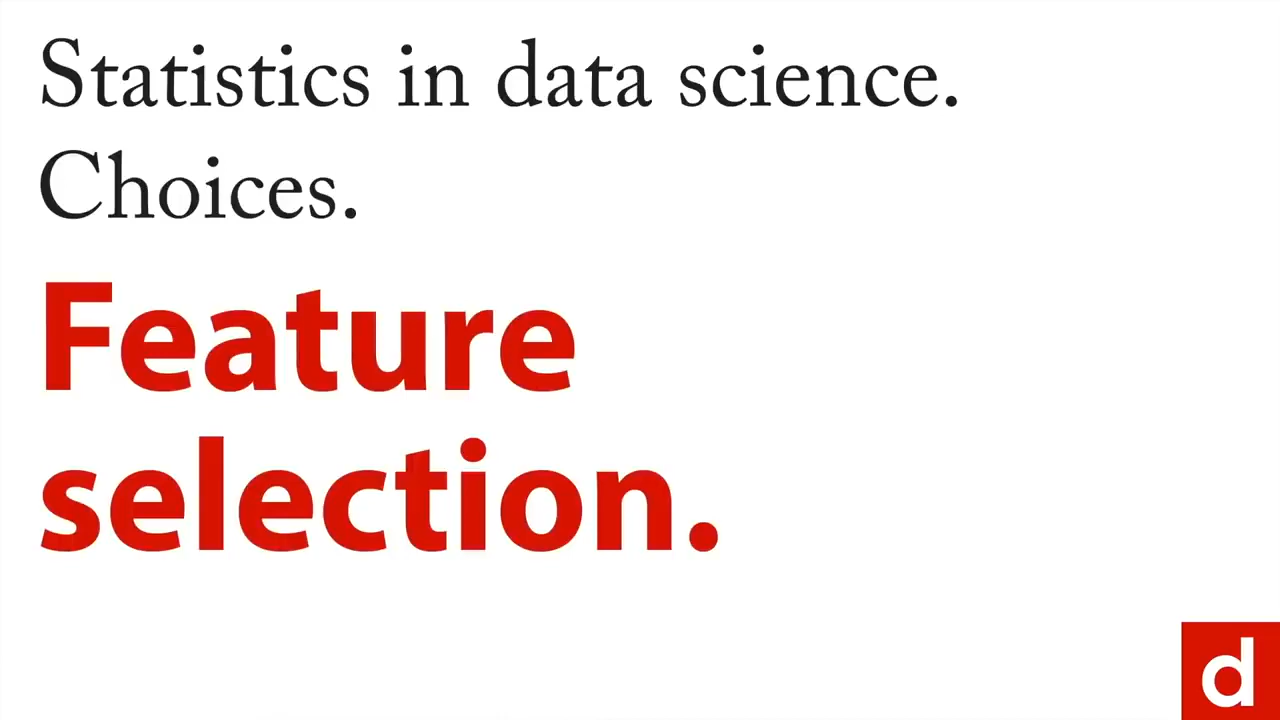 Statistics in data science.
Choices.
Feature
selection.
d